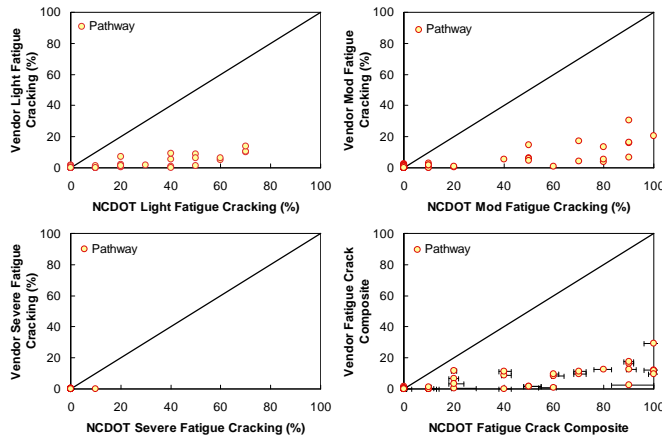 Vendor Light Fatigue
Cracking (%)
100
80
60
40
20
0
Pathway
0 20 40 60 80 100
NCDOT Light Fatigue Cracking (%)
Vendor Mod Fatigue
Cracking (%)
100
80
60
40
20
0
Pathway
0 20 40 60 80 100
NCDOT Mod Fatigue Cracking (%)
Vendor Severe Fatigue
Cracking (%)
100
80
60
40
20
0
Pathway
0 20 40 60 80 100
NCDOT Severe Fatigue Cracking (%)
Vendor Fatigue Crack
Composite
100
80
60
40
20
0
Pathway
0 20 40 60 80 100
NCDOT Fatigue Crack Composite